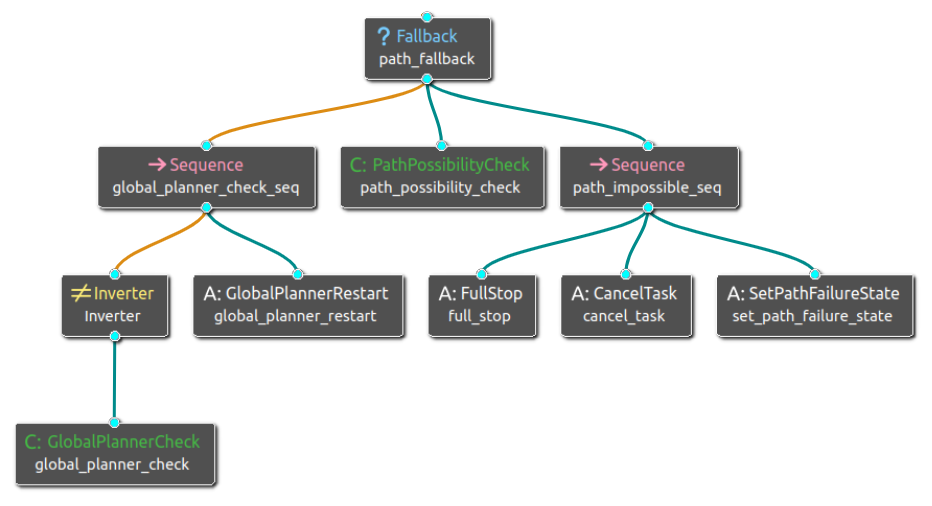 ? Fallback
path_fallback
→ Sequence
global_planner_check_seq
C: PathPossibilityCheck
path_possibility_check
→ Sequence
path_impossible_seq
≠ Inverter
Inverter
A: GlobalPlannerRestart
global_planner_restart
A: FullStop
full_stop
A: CancelTask
cancel_task
A: SetPathFailureState
set_path_failure_state
C: GlobalPlannerCheck
global_planner_check